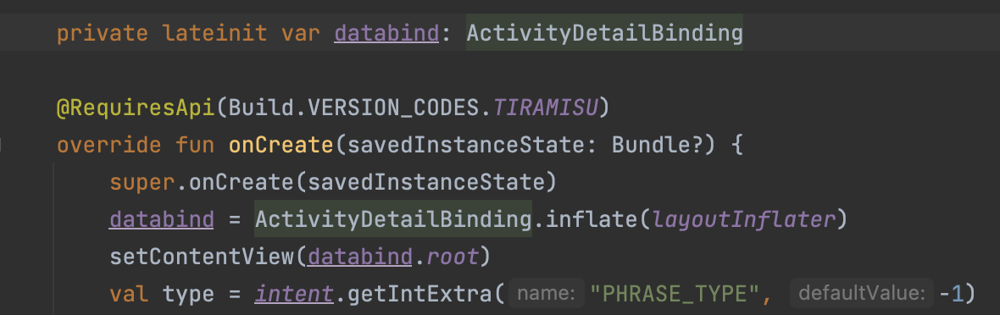 private lateinit var databind: ActivityDetailBinding
@RequiresApi(Build.VERSION_CODES.TIRAMISU)
override fun onCreate(savedInstanceState: Bundle?) {
super.onCreate(savedInstanceState)
databind = ActivityDetailBinding.inflate(layoutInflater)
setContentView(databind.root)
val type = intent.getIntExtra( name: "PHRASE_TYPE", defaultValue: -1)